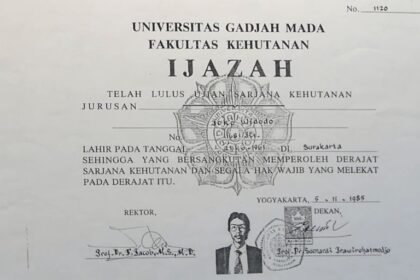 No. 1120
UNIVERSITAS GADJAH MADA
FAKULTAS KEHUTANAN
IJAZAH
TELAH LULUS UJIAN SARJANA KEHUTANAN
JURUSAN
Joko Widodo
No.
LAHIR PADA TANGGAL 1961 DI Surakarta
SEHINGGA YANG BERSANGKUTAN MEMPEROLEH DERAJAT
SARJANA KEHUTANAN DAN SEGALA HAK WAJIB YANG MELEKAT
PADA DERAJAT ITU.
YOGYAKARTA, 5 - 11 - 1985
REKTOR, DEKAN,
Prof. Dr. T. Jacob, M.S., M.D. Prof. Dr. Soenardi Prawirohatmodjo